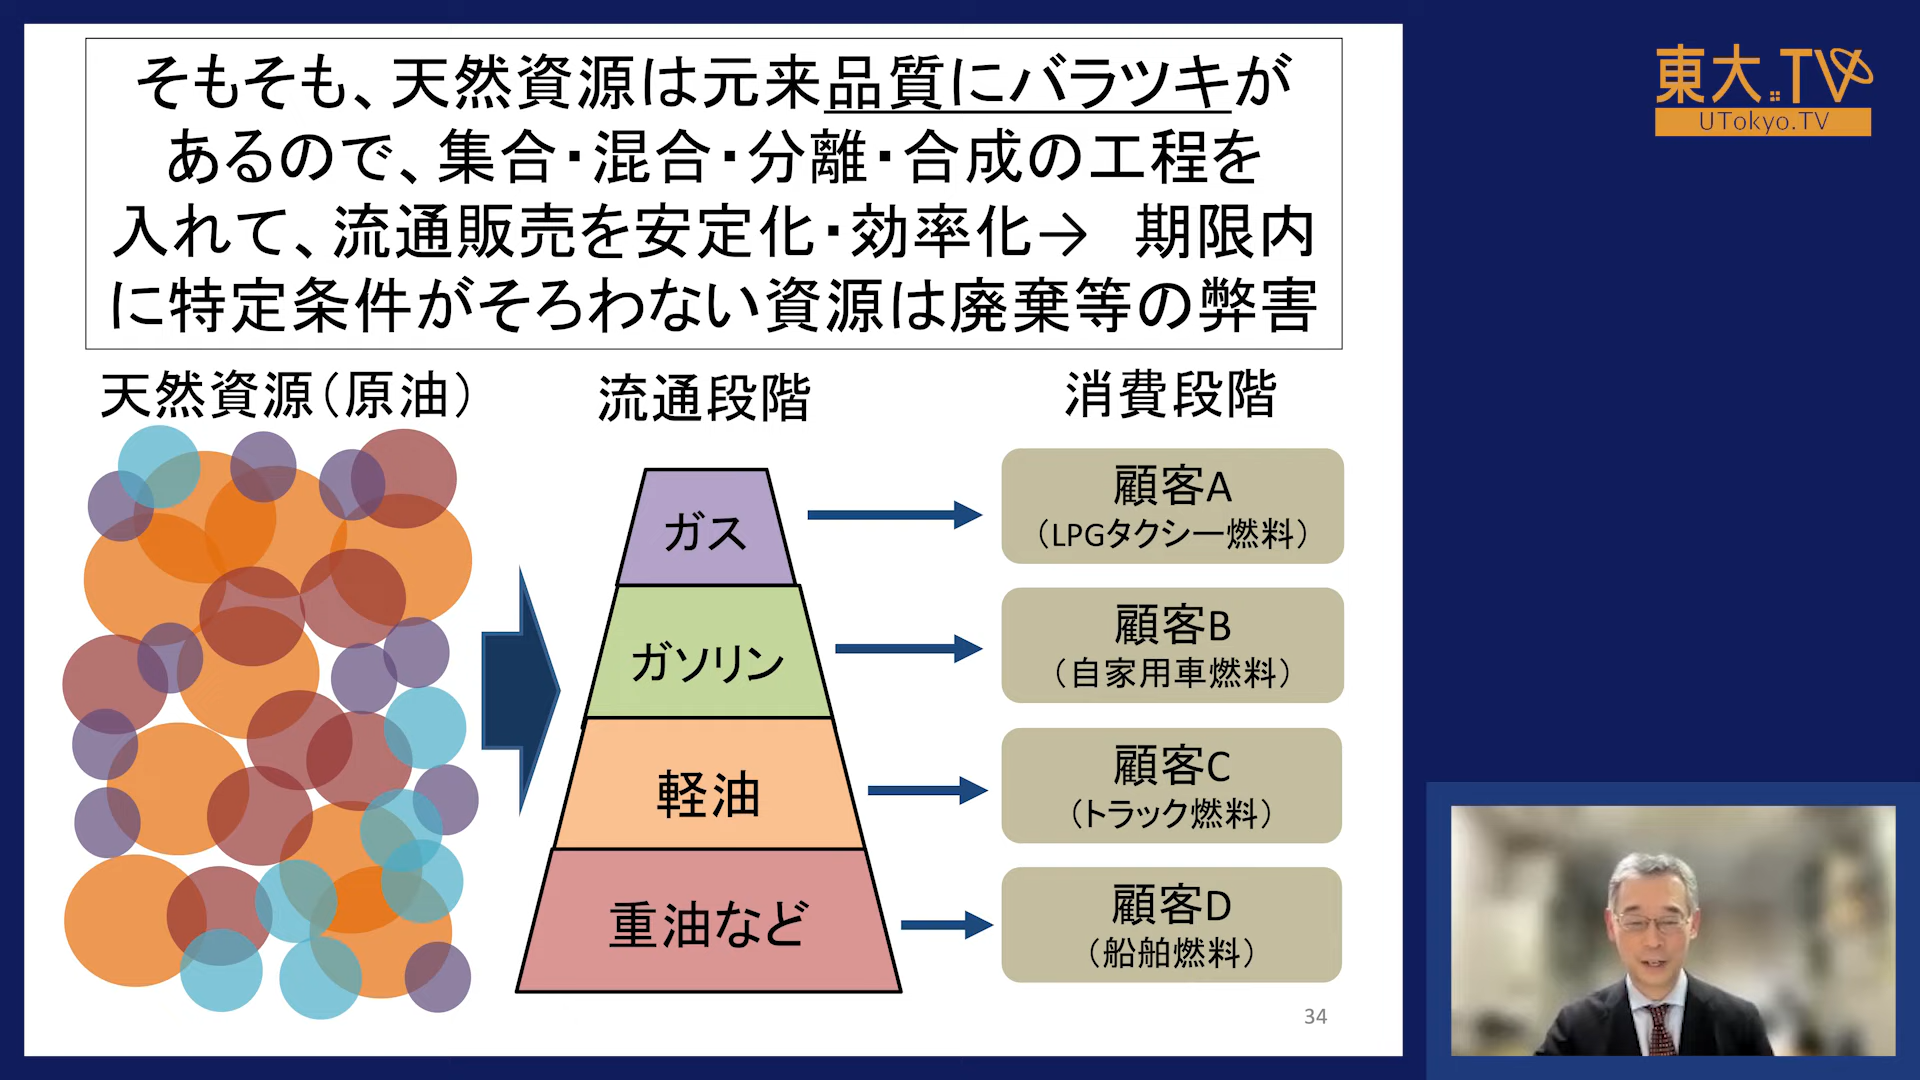 そもそも、天然資源は元来品質にバラツキが
あるので、集合・混合・分離・合成の工程を
入れて、流通販売を安定化・効率化→ 期限内
に特定条件がそろわない資源は廃棄等の弊害
天然資源（原油）
流通段階
消費段階
ガス
ガソリン
軽油
重油など
顧客A
（LPGタクシー燃料）
顧客B
（自家用車燃料）
顧客C
（トラック燃料）
顧客D
（船舶燃料）
34
東大TV
UTokyo.TV